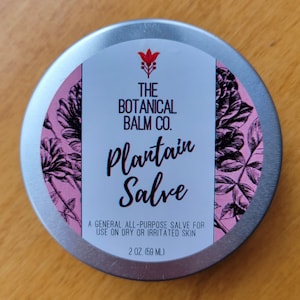 THE
BOTANICAL
BALM CO.
Plantain
Salve
A GENERAL ALL-PURPOSE SALVE FOR
USE ON DRY OR IRRITATED SKIN
2 OZ. (59 ML)